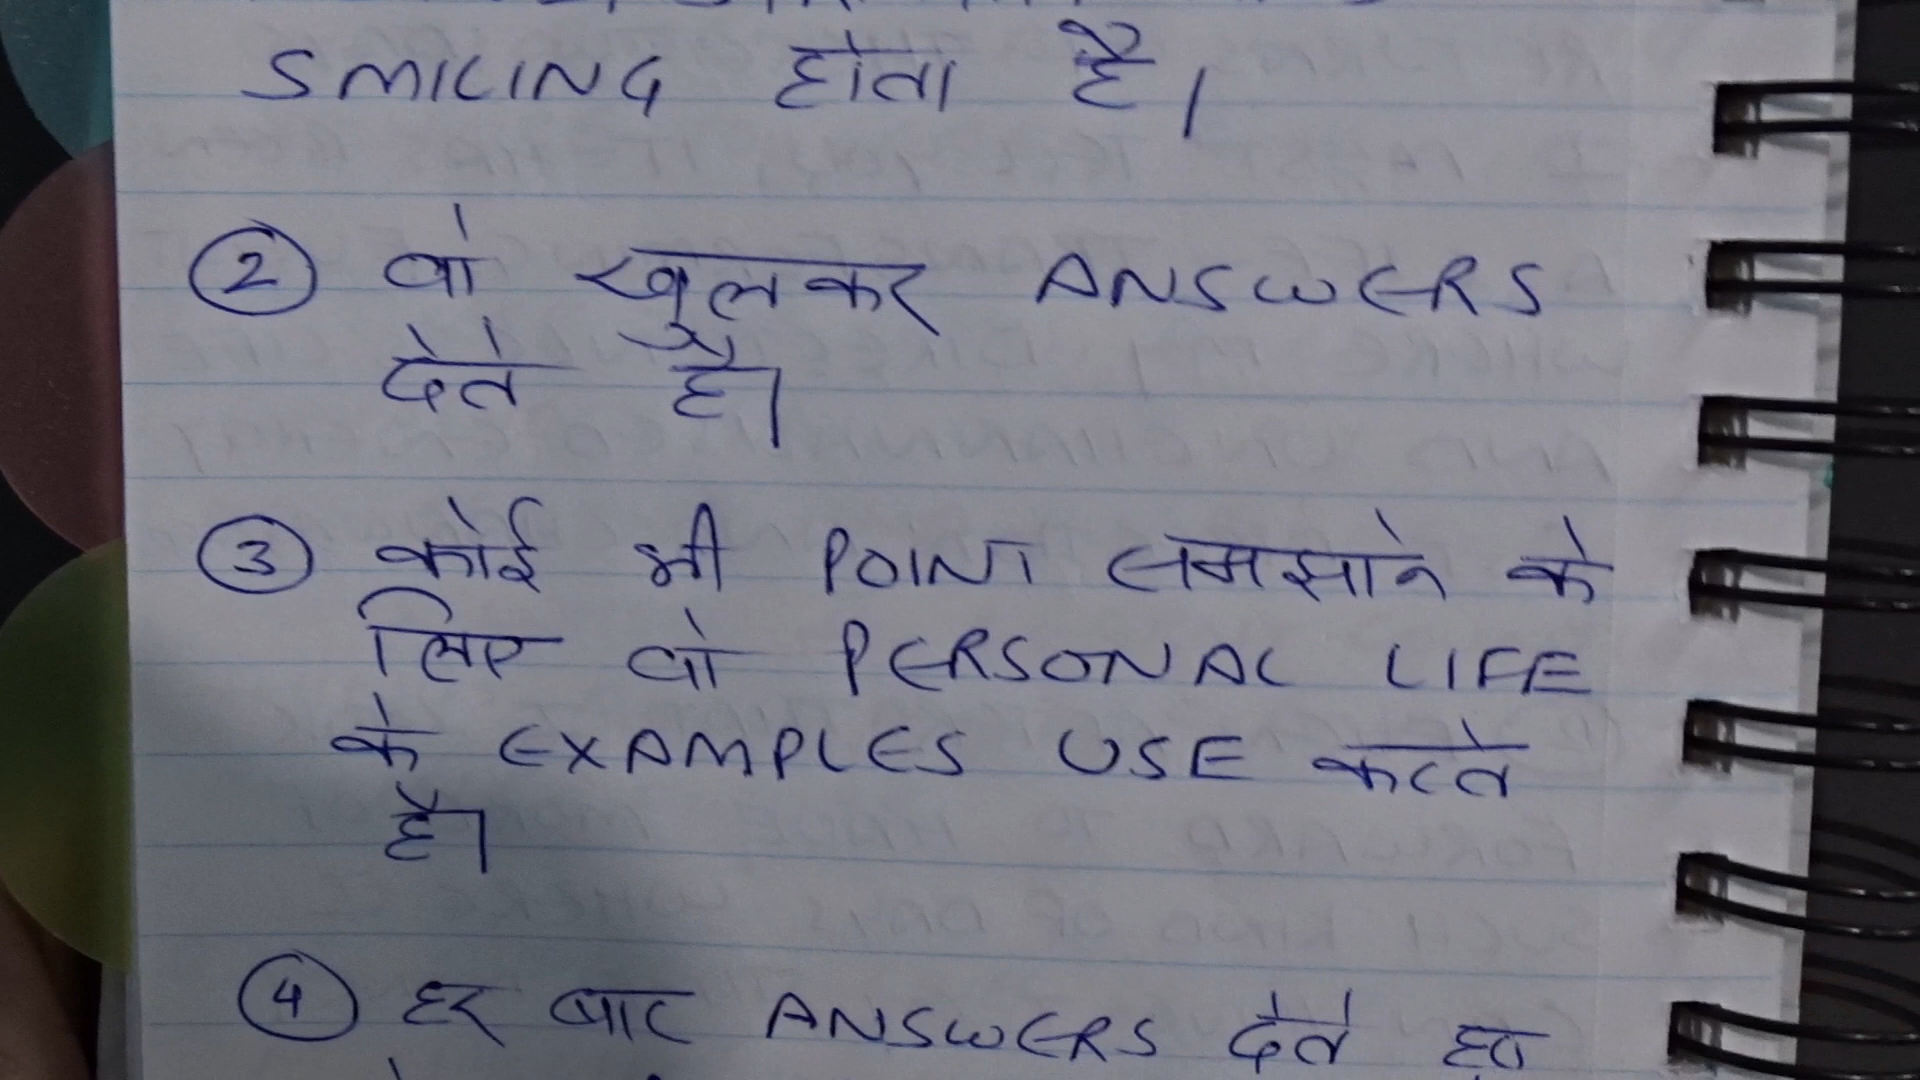 SMILING होता है।
② वो खुलकर ANSWERS
देते है।
③ कोई भी POINT समझाने के
लिए वो PERSONAL LIFE
के EXAMPLES USE करते
है।
④ हर बार ANSWERS देते हुए